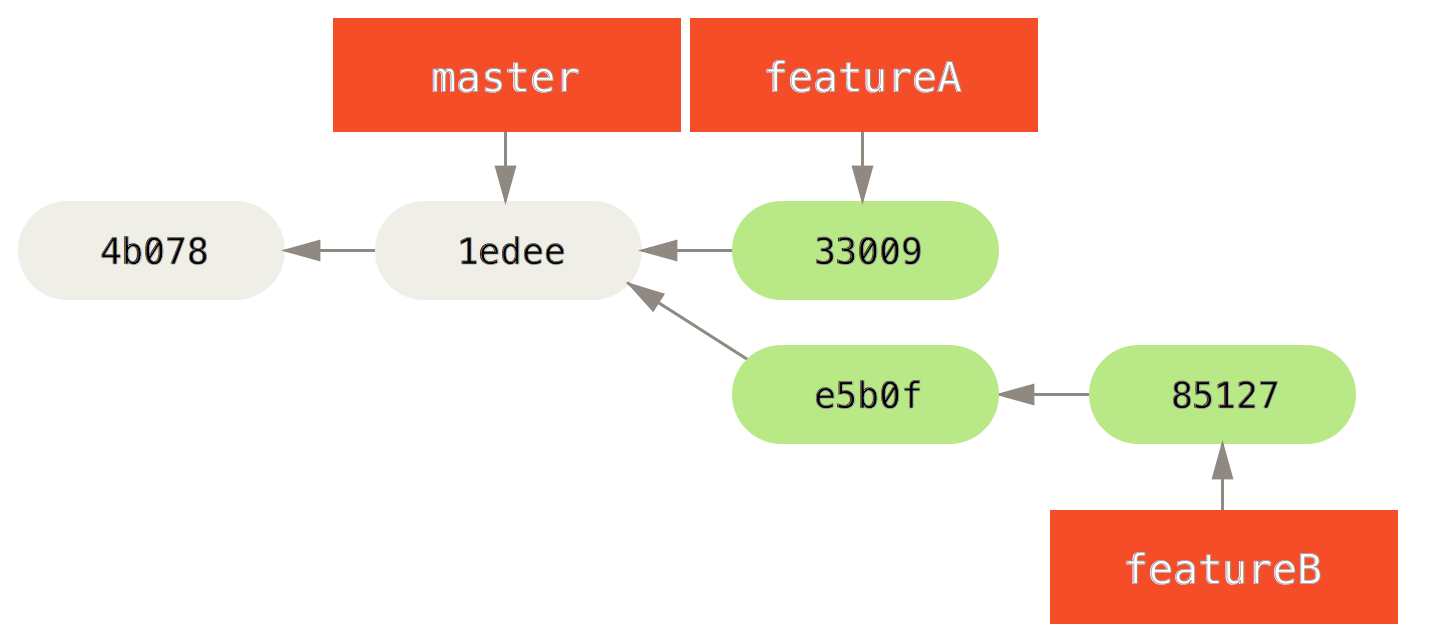 master
featureA
4b078
1edee
33009
e5b0f
85127
featureB